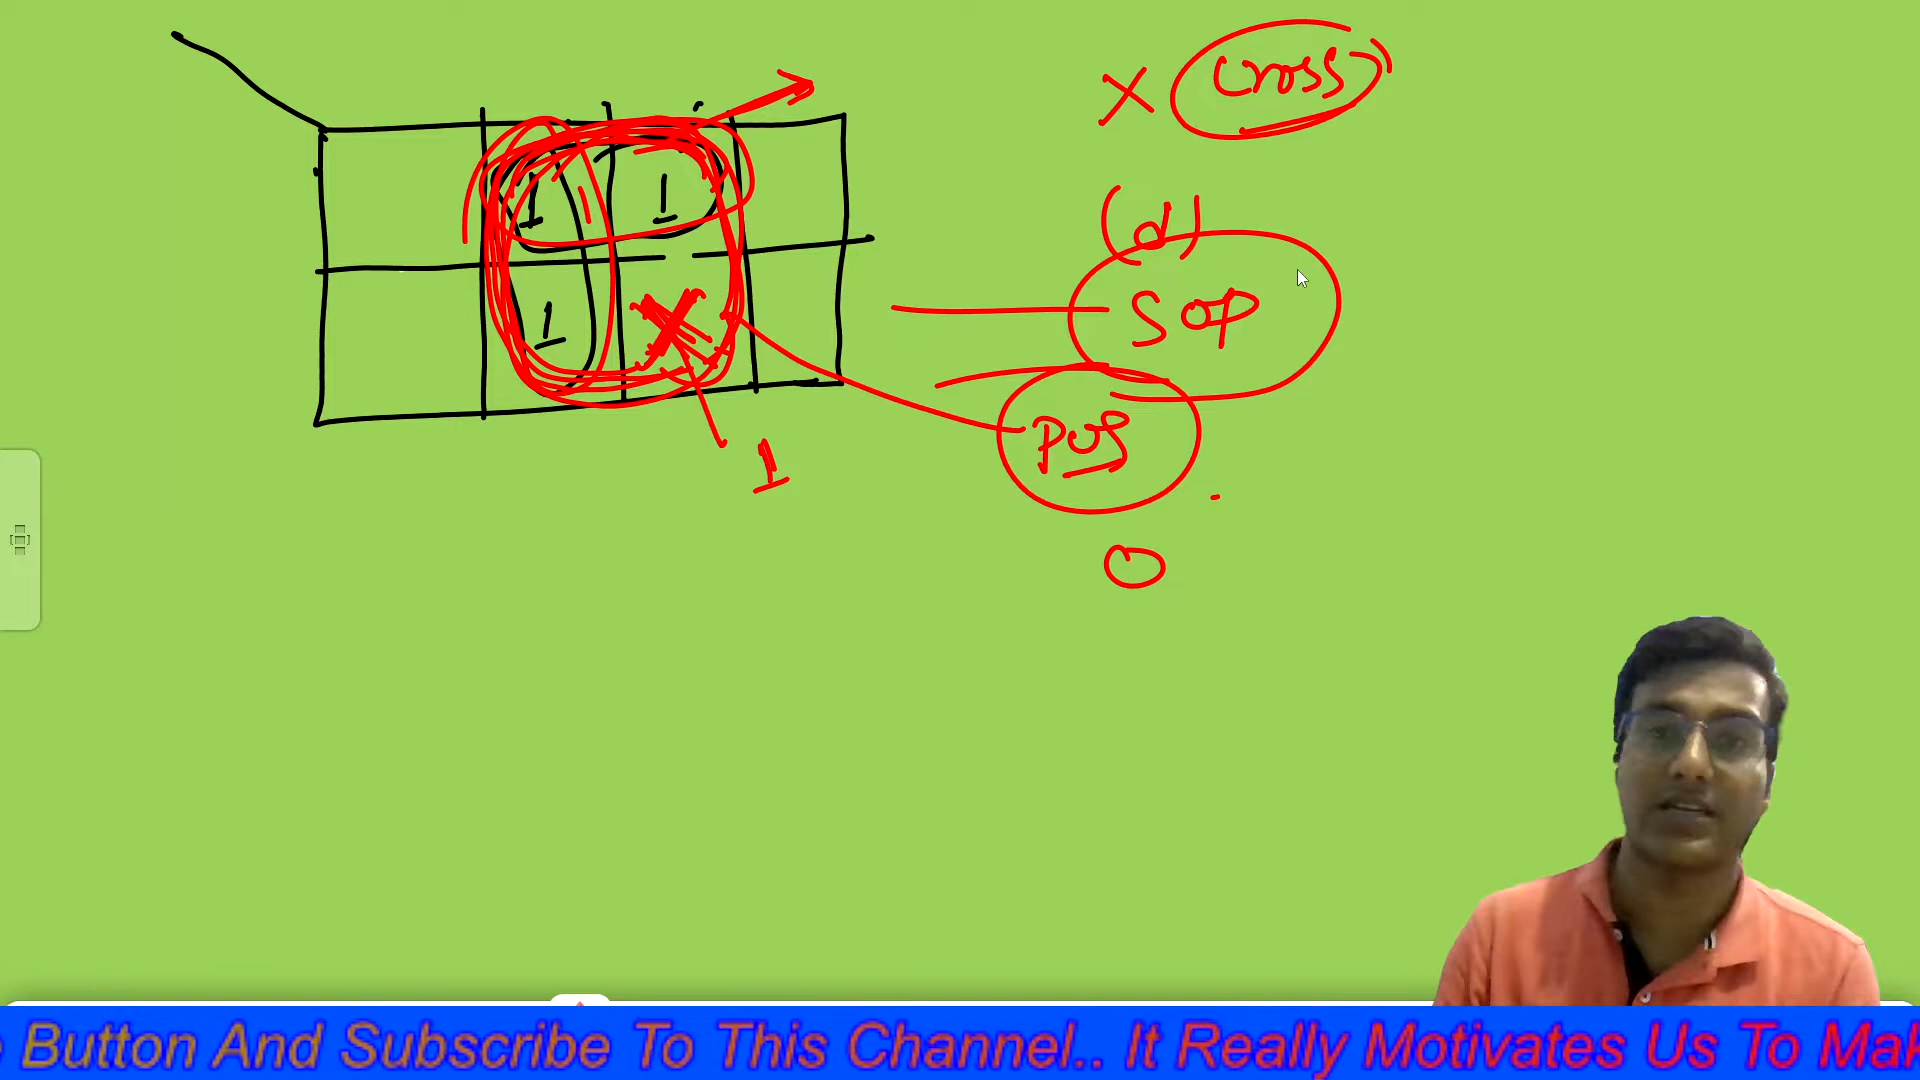 X cross
1 1
(d)
1 X
SOP
POS
1
0
Button And Subscribe To This Channel.. It Really Motivates Us To